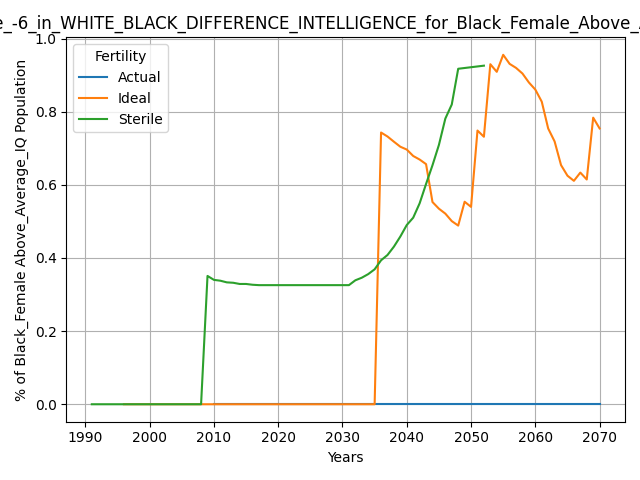 e_-6_in_WHITE_BLACK_DIFFERENCE_INTELLIGENCE_for_Black_Female_Above_
Fertility
Actual
Ideal
Sterile
% of Black_Female Above_Average_IQ Population
1.0
0.8
0.6
0.4
0.2
0.0
1990 2000 2010 2020 2030 2040 2050 2060 2070
Years